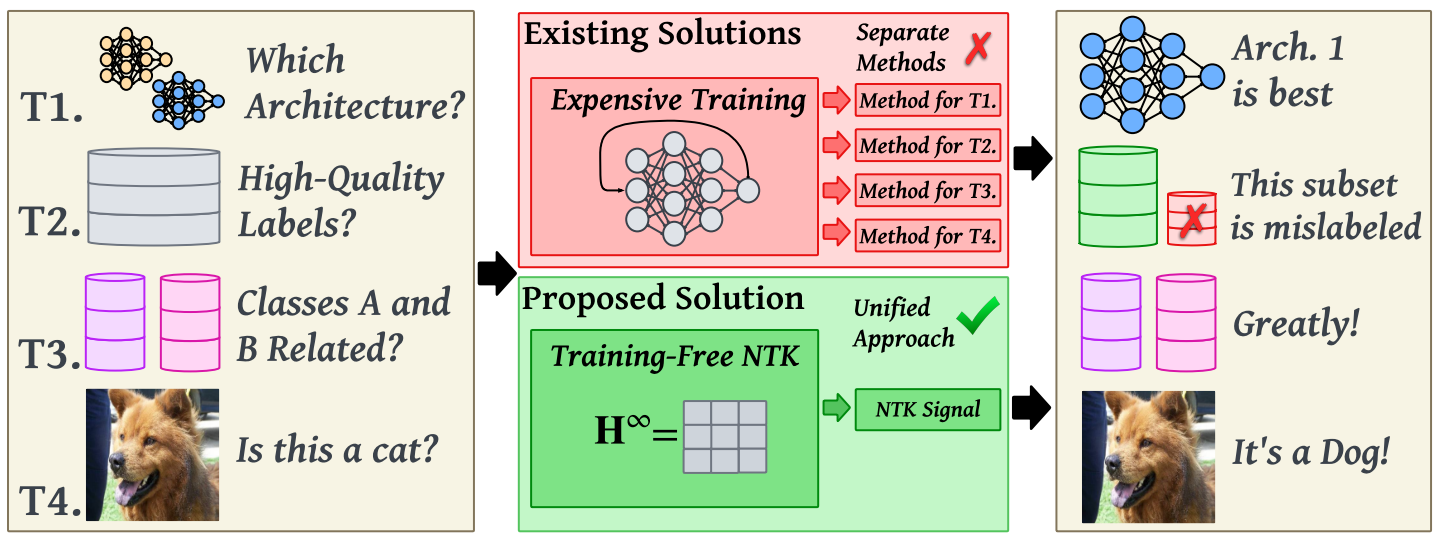 T1.
Which
Architecture?
T2.
High-Quality
Labels?
T3.
Classes A and
B Related?
T4.
Is this a cat?
Existing Solutions
Separate
Methods
Expensive Training
Method for T1.
Method for T2.
Method for T3.
Method for T4.
Proposed Solution
Unified
Approach
Training-Free NTK
H∞=
NTK Signal
Arch. 1
is best
This subset
is mislabeled
Greatly!
It's a Dog!